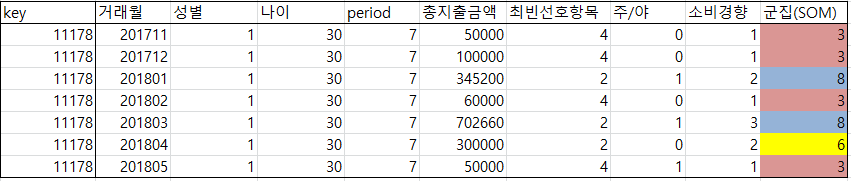 key 거래월 성별 나이 period 총지출금액 최빈선호항목 주/야 소비경향 군집(SOM)
11178 201711 1 30 7 50000 4 0 1 3
11178 201712 1 30 7 100000 4 0 1 3
11178 201801 1 30 7 345200 2 1 2 8
11178 201802 1 30 7 60000 4 0 1 3
11178 201803 1 30 7 702660 2 1 3 8
11178 201804 1 30 7 300000 2 0 2 6
11178 201805 1 30 7 50000 4 1 1 3